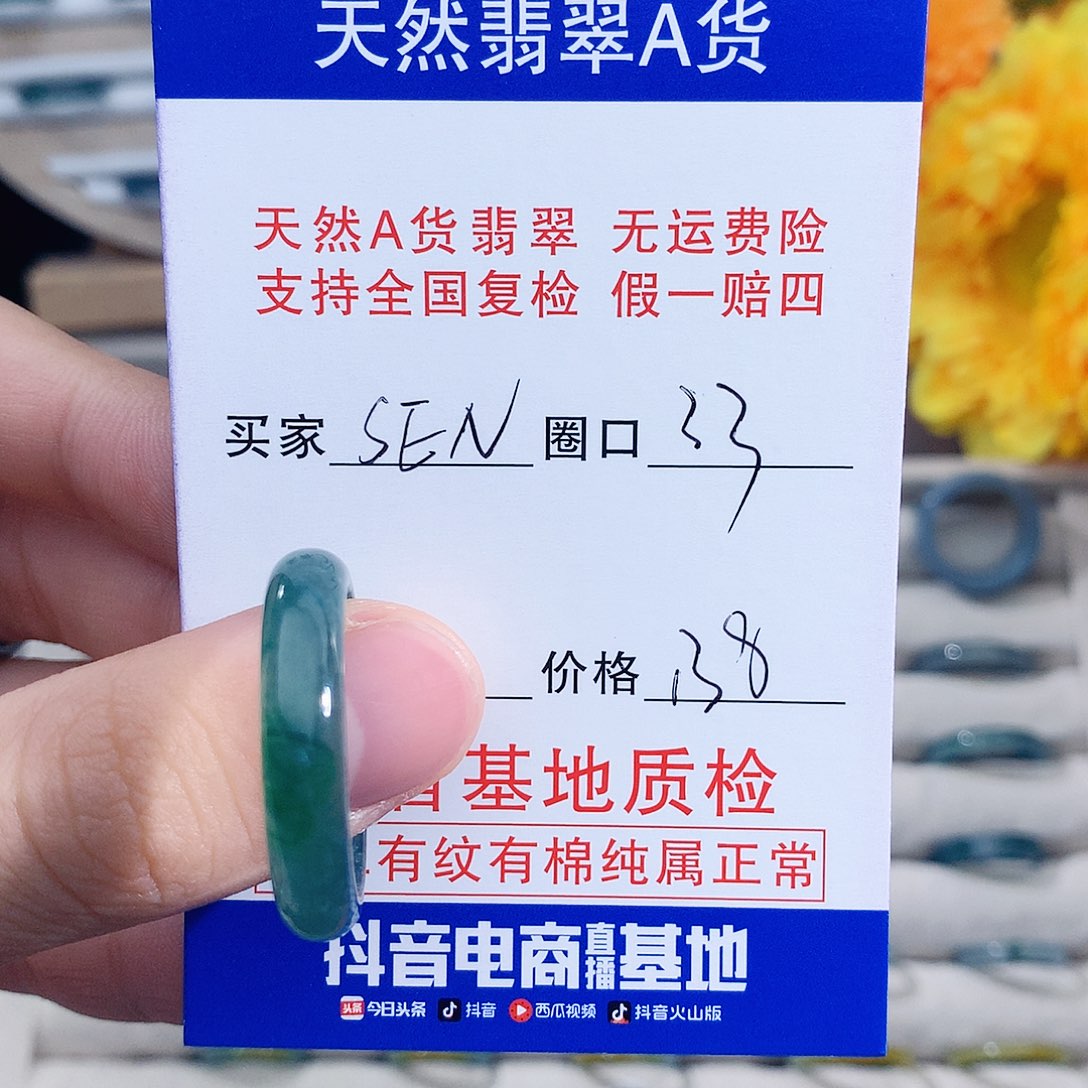 天然翡翠A货
天然A货翡翠 无运费险
支持全国复检 假一赔四
买家 SEN 圈口 33
价格 138
基地质检
有纹有棉纯属正常
抖音电商直播基地
头条 今日头条 抖音 西瓜视频 抖音火山版